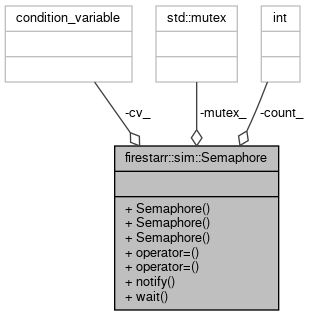 condition_variable
std::mutex
int
-cv_
-mutex_
-count_
firestarr::sim::Semaphore
+ Semaphore()
+ Semaphore()
+ Semaphore()
+ operator=()
+ operator=()
+ notify()
+ wait()